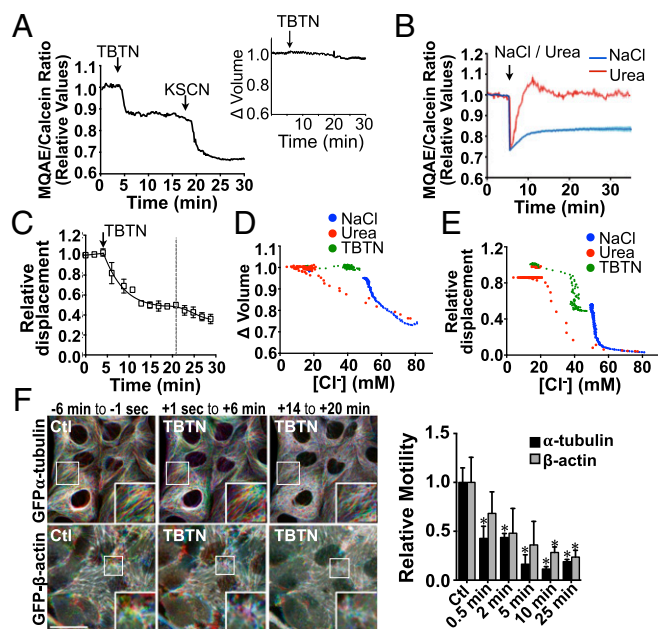 A
TBTN
KSCN
MQAE/Calcein Ratio
(Relative Values)
1.1
1.0
0.9
0.8
0.7
0.6
0 5 10 15 20 25 30
Time (min)
TBTN
Δ Volume
1.0
0.8
0.6
0 10 20 30
Time (min)
B
NaCl / Urea
NaCl
Urea
MQAE/Calcein Ratio
(Relative Values)
1.2
1.1
1.0
0.9
0.8
0.7
0.6
0 10 20 30
Time (min)
C
TBTN
Relative
displacement
1.2
1.0
0.8
0.6
0.4
0.2
0.0
0 5 10 15 20 25 30
Time (min)
D
NaCl
Urea
TBTN
Δ Volume
1.1
1.0
0.9
0.8
0.7
0.6
0 20 40 60 80
[Cl-] (mM)
E
NaCl
Urea
TBTN
Relative
displacement
1.2
1.0
0.8
0.6
0.4
0.2
0.0
0 20 40 60 80
[Cl-] (mM)
F
-6 min to -1 sec
+1 sec to +6 min
+14 to +20 min
GFPα-tubulin
Ctl
TBTN
TBTN
GFP-β-actin
Ctl
TBTN
TBTN
α-tubulin
β-actin
Relative Motility
1.5
1.0
0.5
0.0
* * * * * * *
Ctl
0.5 min
2 min
5 min
10 min
25 min